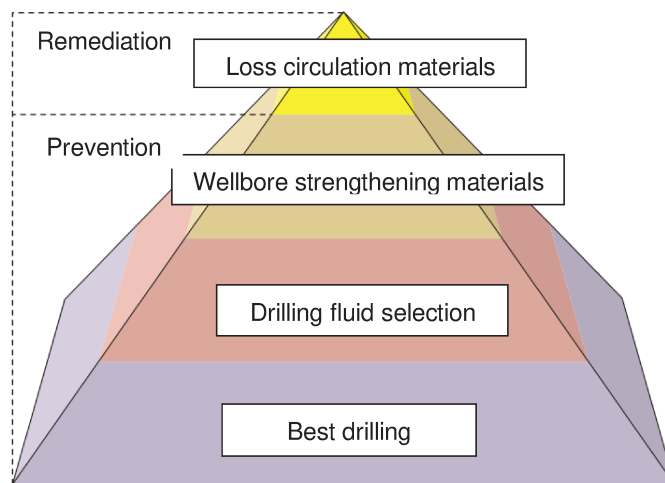 Remediation
Loss circulation materials
Prevention
Wellbore strengthening materials
Drilling fluid selection
Best drilling